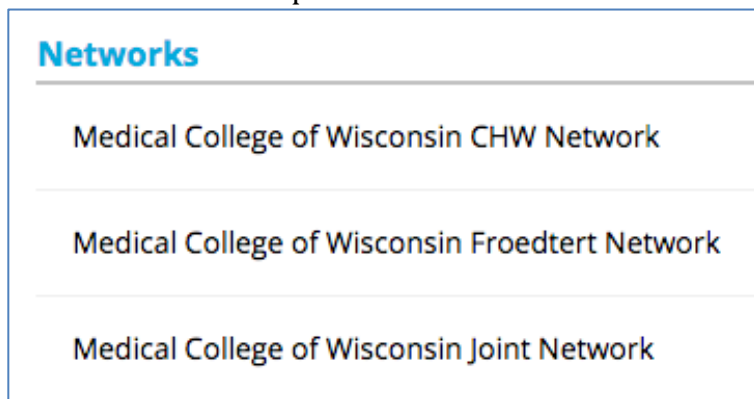 Networks
Medical College of Wisconsin CHW Network
Medical College of Wisconsin Froedtert Network
Medical College of Wisconsin Joint Network